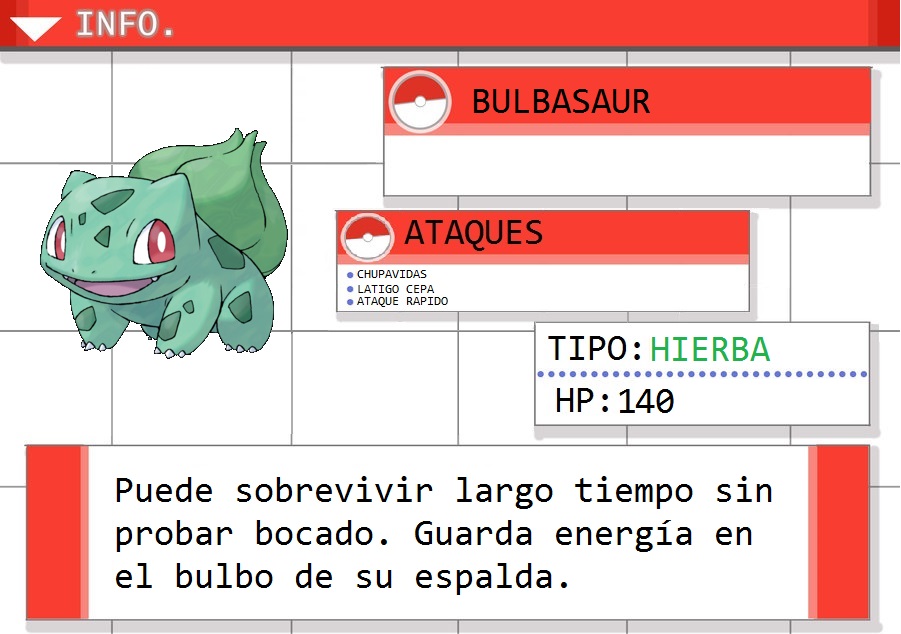 INFO.
BULBASAUR
ATAQUES
CHUPAVIDAS
LATIGO CEPA
ATAQUE RAPIDO
TIPO:HIERBA
HP:140
Puede sobrevivir largo tiempo sin
probar bocado. Guarda energía en
el bulbo de su espalda.